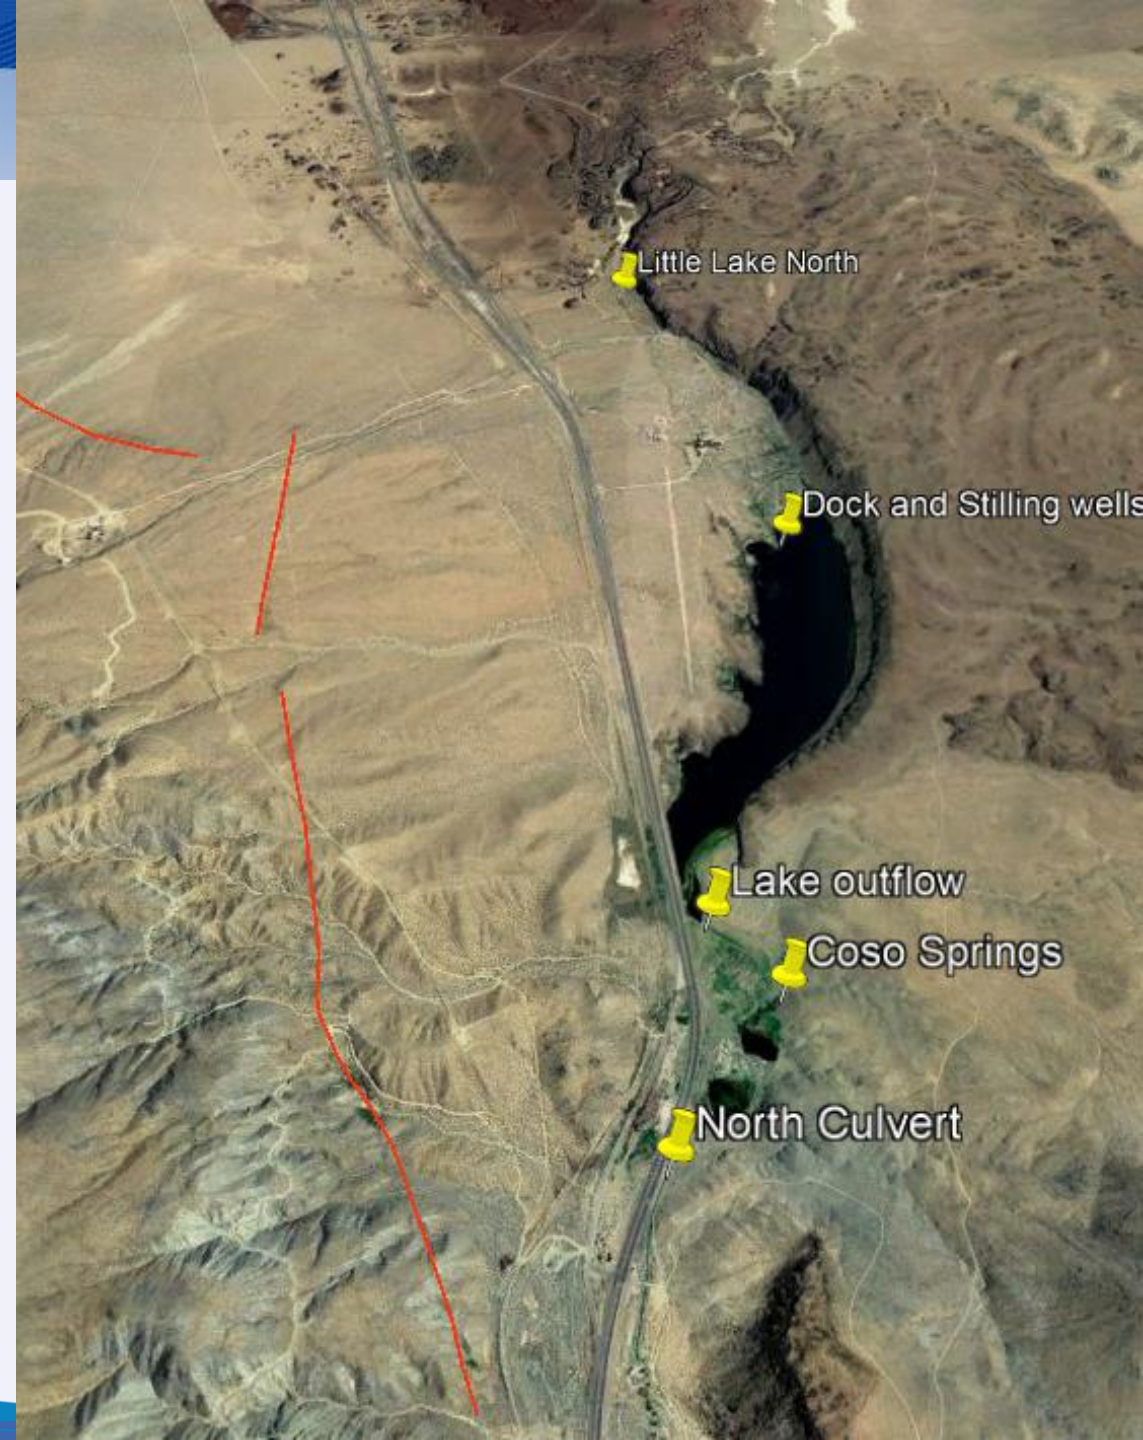 Little Lake North
Dock and Stilling wells
Lake outflow
Coso Springs
North Culvert